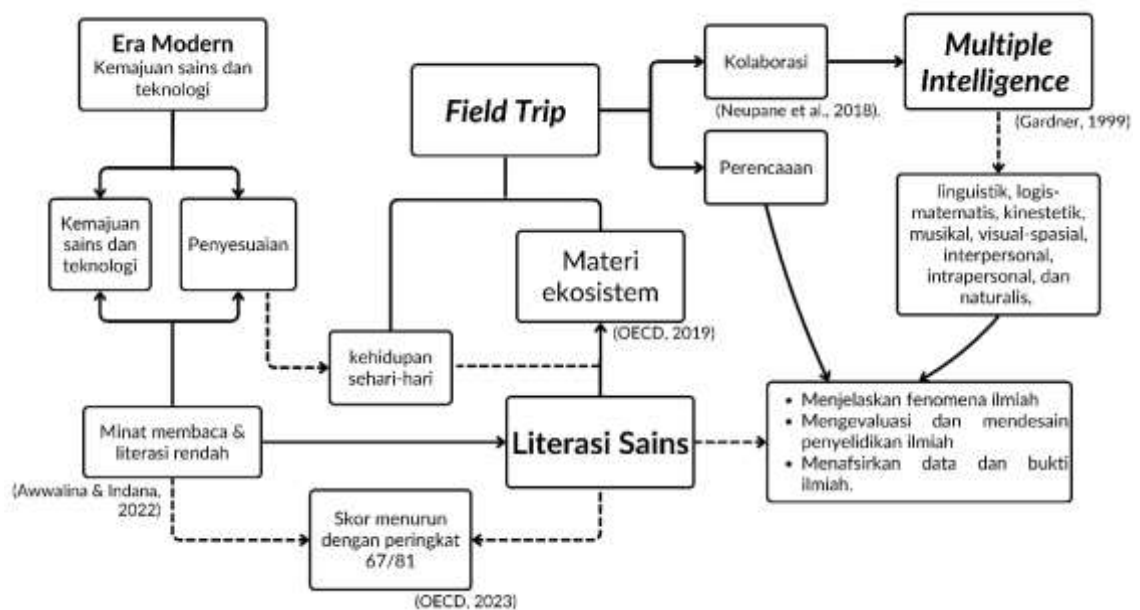 Era Modern
Kemajuan sains dan
teknologi
Kemajuan
sains dan
teknologi
Penyesuaian
Minat membaca &
literasi rendah
(Awwalina & Indana,
2022)
Field Trip
kehidupan
sehari-hari
Materi
ekosistem
(OECD, 2019)
Literasi Sains
Skor menurun
dengan peringkat
67/81
(OECD, 2023)
Kolaborasi
(Neupane et al., 2018).
Perencaaan
Multiple
Intelligence
(Gardner, 1999)
linguistik, logis-
matematis, kinestetik,
musikal, visual-spasial,
interpersonal,
intrapersonal, dan
naturalis,
• Menjelaskan fenomena ilmiah
• Mengevaluasi dan mendesain
penyelidikan ilmiah
• Menafsirkan data dan bukti
ilmiah.